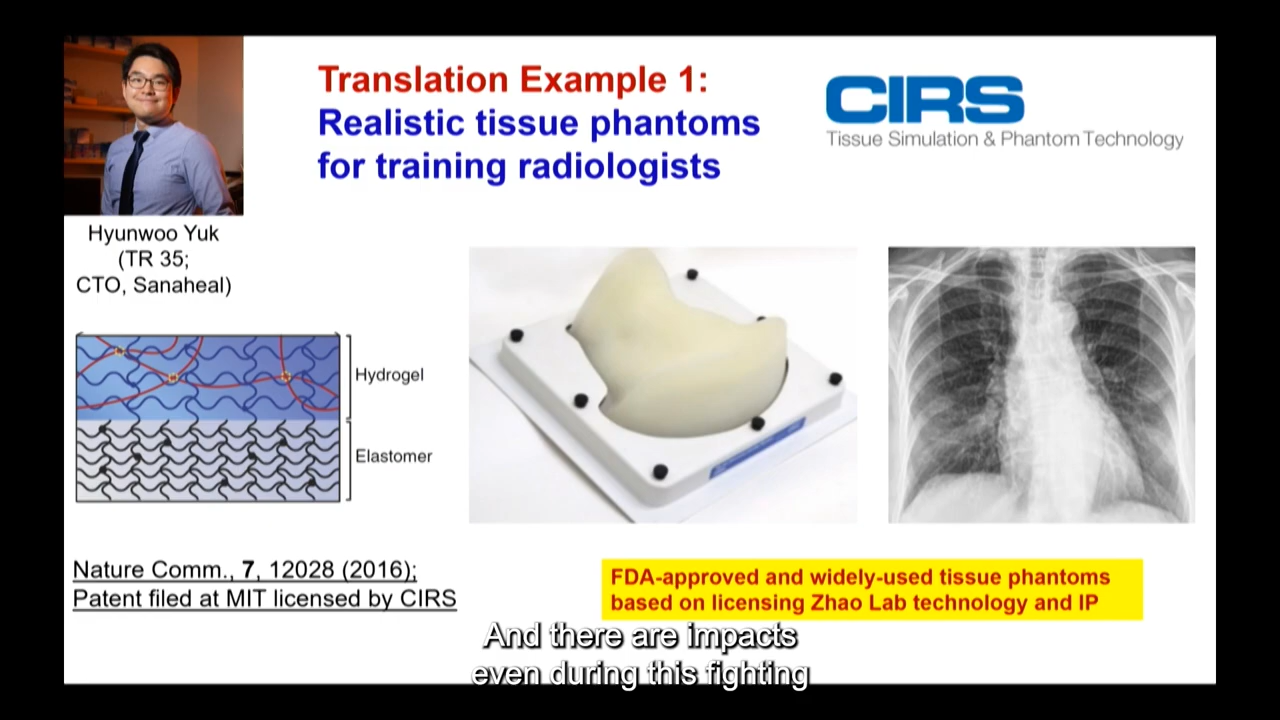 Translation Example 1:
Realistic tissue phantoms
for training radiologists
CIRS
Tissue Simulation & Phantom Technology
Hyunwoo Yuk
(TR 35;
CTO, Sanaheal)
Hydrogel
Elastomer
Nature Comm., 7, 12028 (2016);
Patent filed at MIT licensed by CIRS
FDA-approved and widely-used tissue phantoms
based on licensing Zhao Lab technology and IP
And there are impacts
even during this fighting